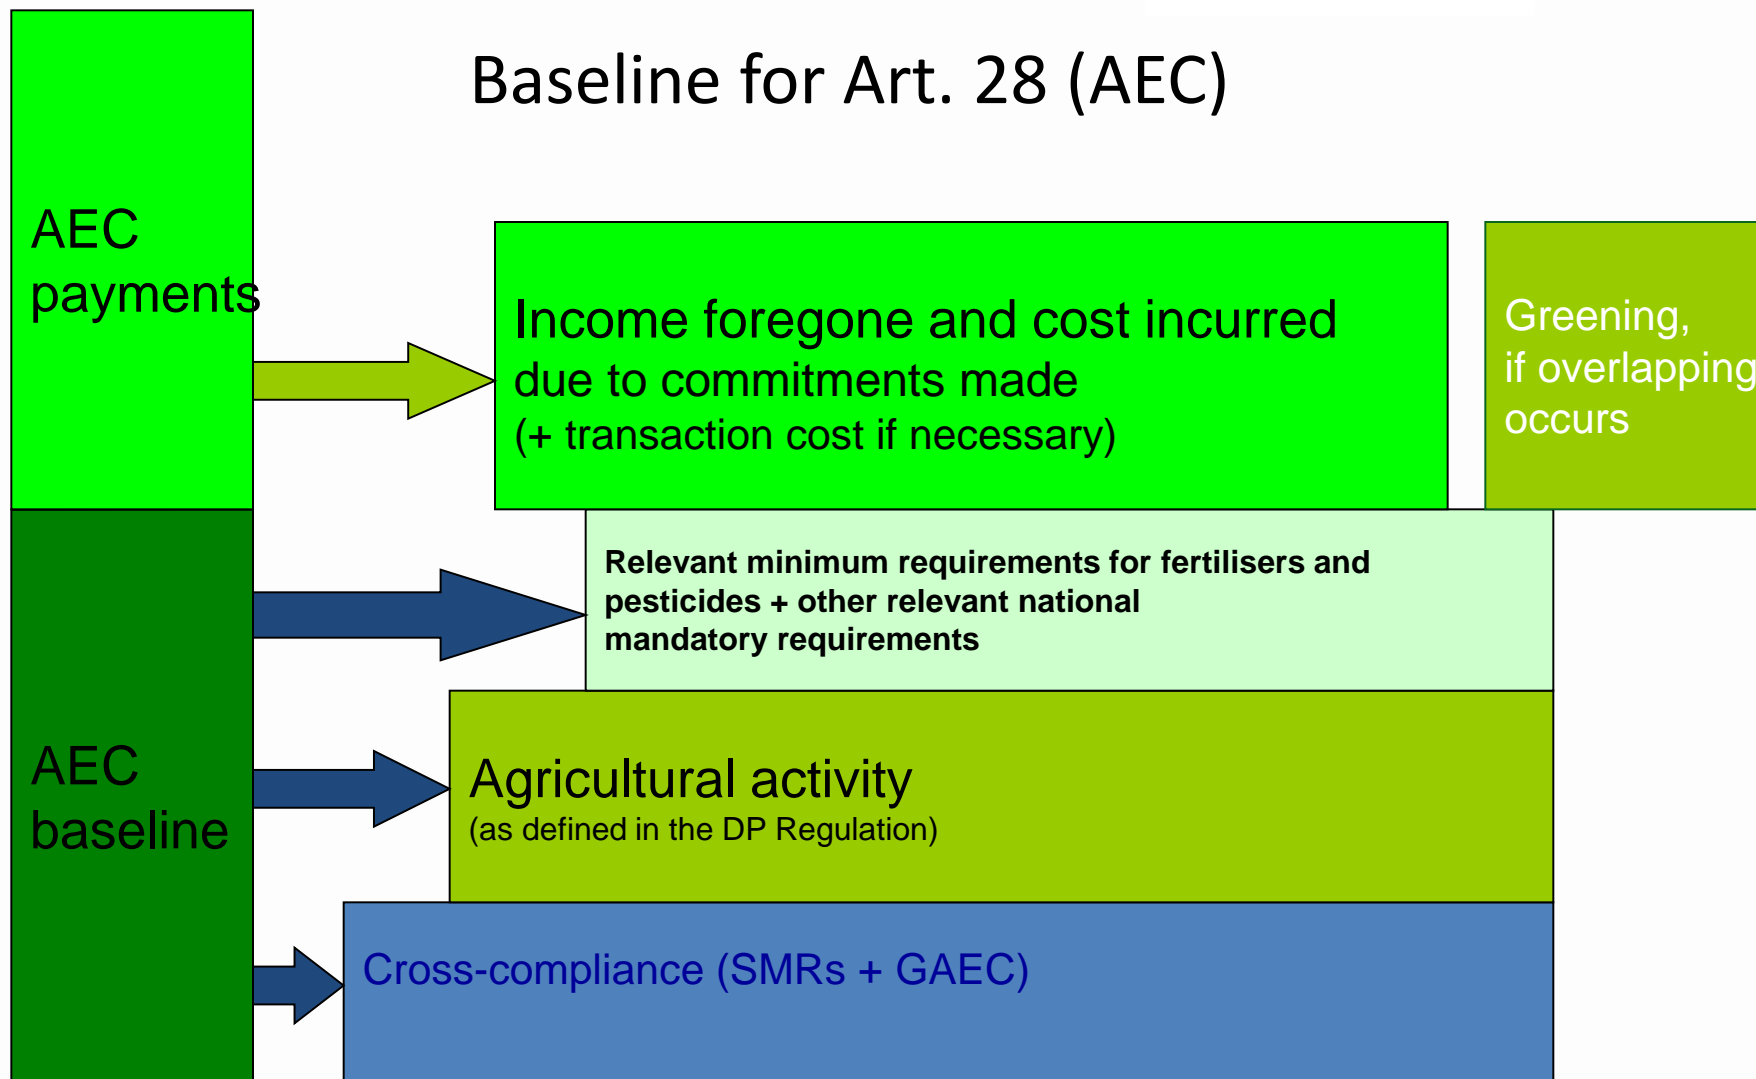 Baseline for Art. 28 (AEC)
AEC
payments
Income foregone and cost incurred
due to commitments made
(+ transaction cost if necessary)
Greening,
if overlapping
occurs
Relevant minimum requirements for fertilisers and
pesticides + other relevant national
mandatory requirements
AEC
baseline
Agricultural activity
(as defined in the DP Regulation)
Cross-compliance (SMRs + GAEC)